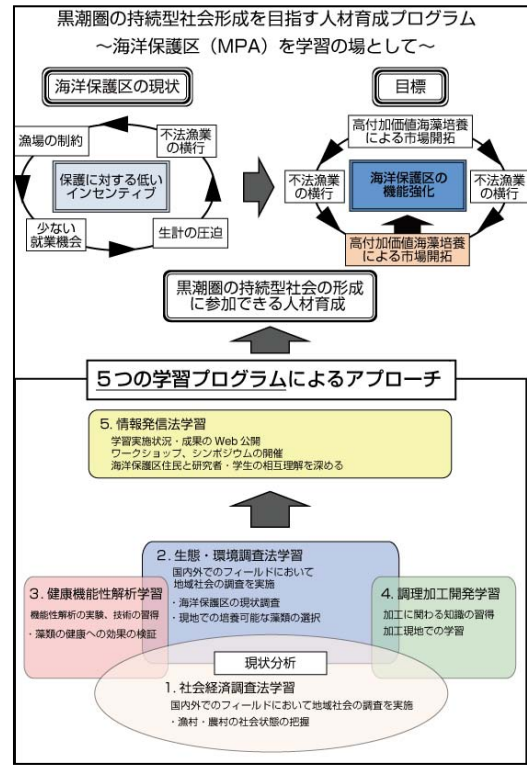 黒潮圏の持続型社会形成を目指す人材育成プログラム
～海洋保護区（MPA）を学習の場として～
海洋保護区の現状
目標
漁場の制約
不法漁業
の横行
保護に対する低い
インセンティブ
少ない
就業機会
生計の圧迫
高付加価値海藻培養
による市場開拓
不法漁業
の横行
海洋保護区の
機能強化
不法漁業
の横行
高付加価値海藻培養
による市場開拓
黒潮圏の持続型社会の形成
に参加できる人材育成
5つの学習プログラムによるアプローチ
5. 情報発信法学習
学習実施状況・成果の Web 公開
ワークショップ、シンポジウムの開催
海洋保護区住民と研究者・学生の相互理解を深める
2. 生態・環境調査法学習
国内外でのフィールドにおいて
地域社会の調査を実施
・海洋保護区の現状調査
・現地での培養可能な藻類の選択
3. 健康機能性解析学習
機能性解析の実験、技術の習得
・藻類の健康への効果の検証
4. 調理加工開発学習
加工に関わる知識の習得
加工現地での学習
現状分析
1. 社会経済調査法学習
国内外でのフィールドにおいて地域社会の調査を実施
・漁村・農村の社会状態の把握